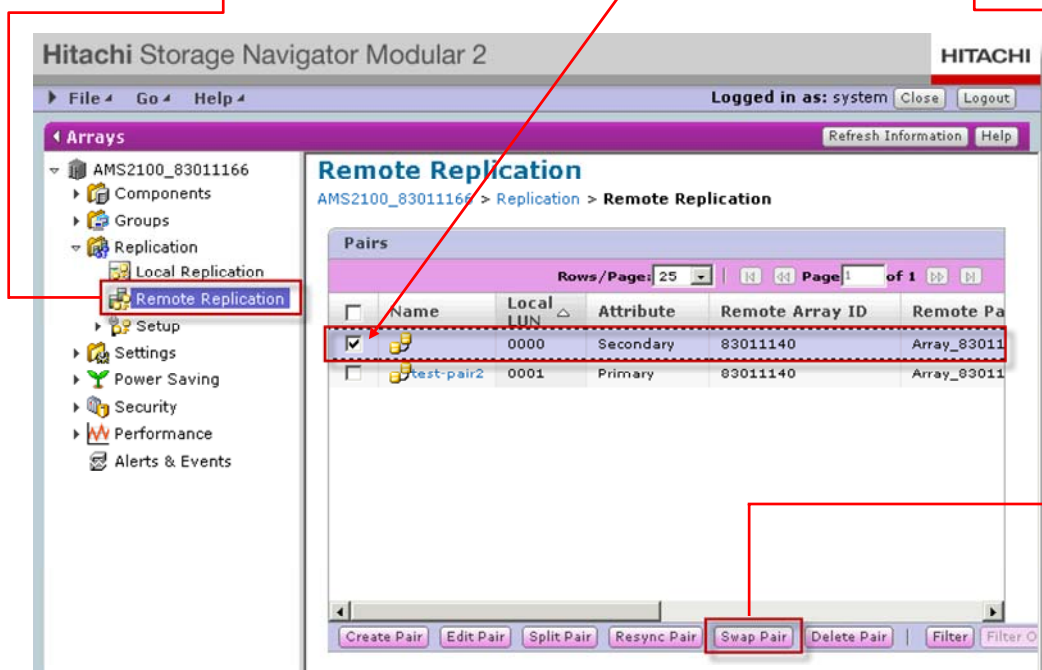 Hitachi Storage Navigator Modular 2
HITACHI
File Go Help
Logged in as: system Close Logout
Arrays
Refresh Information Help
AMS2100_83011166
Components
Groups
Replication
Local Replication
Remote Replication
Setup
Settings
Power Saving
Security
Performance
Alerts & Events
Remote Replication
AMS2100_83011166 > Replication > Remote Replication
Pairs
Rows/Page: 25 Page 1 of 1
Name Local LUN Attribute Remote Array ID Remote Pa
0000 Secondary 83011140 Array_83011
test-pair2 0001 Primary 83011140 Array_83011
Create Pair Edit Pair Split Pair Resync Pair Swap Pair Delete Pair | Filter Filter O